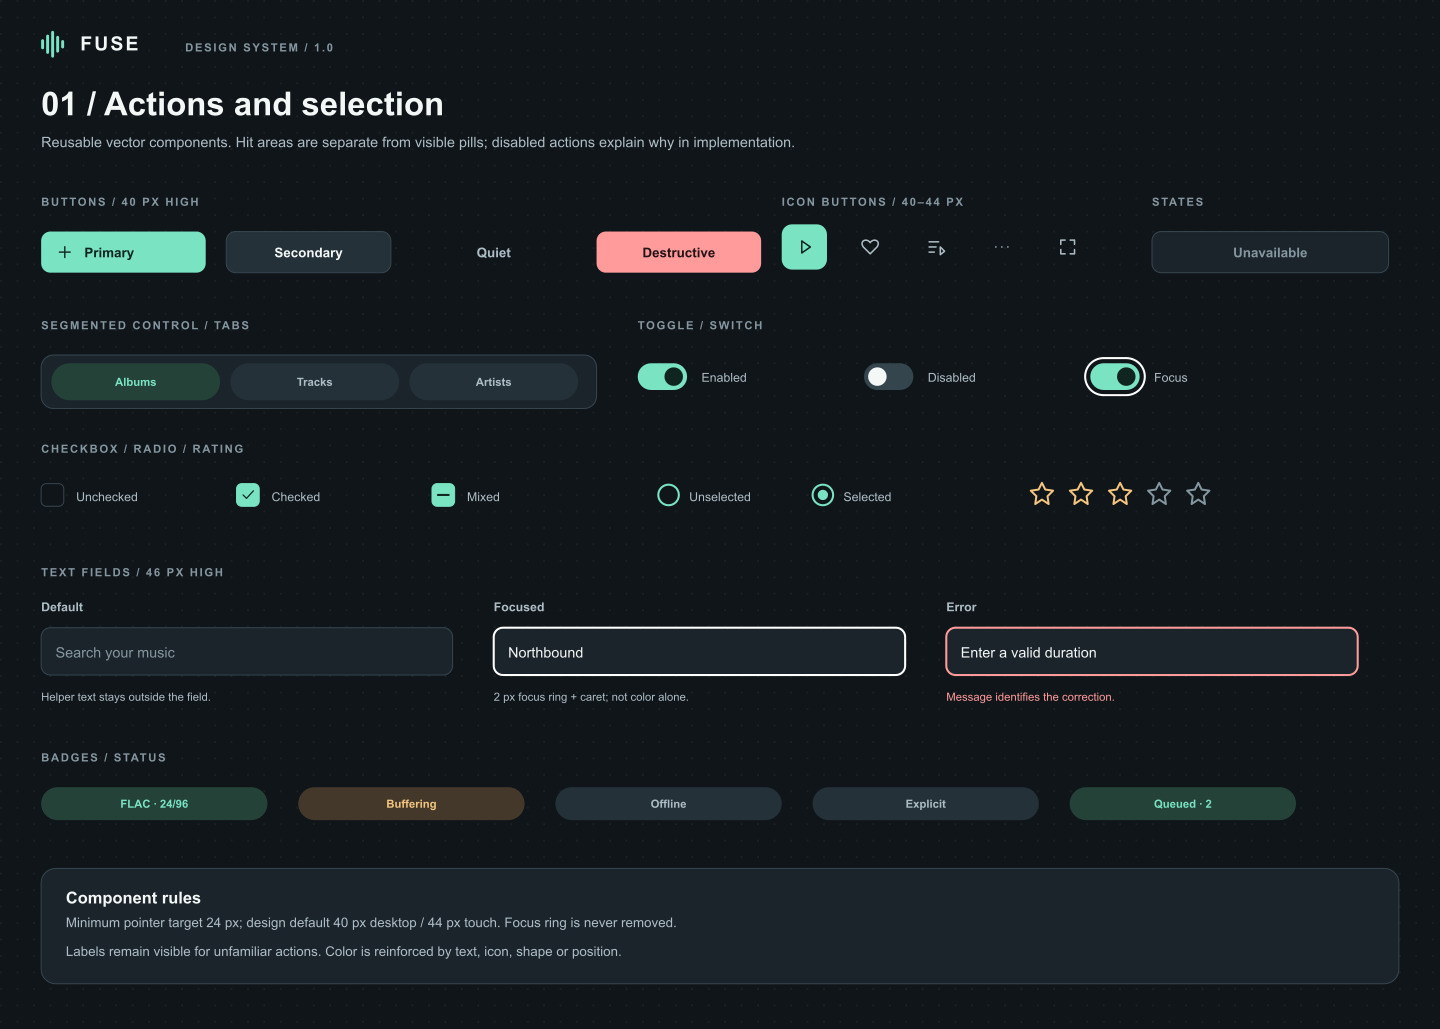 FUSE
DESIGN SYSTEM / 1.0
01 / Actions and selection
Reusable vector components. Hit areas are separate from visible pills; disabled actions explain why in implementation.
BUTTONS / 40 PX HIGH
ICON BUTTONS / 40–44 PX
STATES
Primary
Secondary
Quiet
Destructive
Unavailable
SEGMENTED CONTROL / TABS
TOGGLE / SWITCH
Albums
Tracks
Artists
Enabled
Disabled
Focus
CHECKBOX / RADIO / RATING
Unchecked
Checked
Mixed
Unselected
Selected
TEXT FIELDS / 46 PX HIGH
Default
Focused
Error
Search your music
Northbound
Enter a valid duration
Helper text stays outside the field.
2 px focus ring + caret; not color alone.
Message identifies the correction.
BADGES / STATUS
FLAC · 24/96
Buffering
Offline
Explicit
Queued · 2
Component rules
Minimum pointer target 24 px; design default 40 px desktop / 44 px touch. Focus ring is never removed.
Labels remain visible for unfamiliar actions. Color is reinforced by text, icon, shape or position.